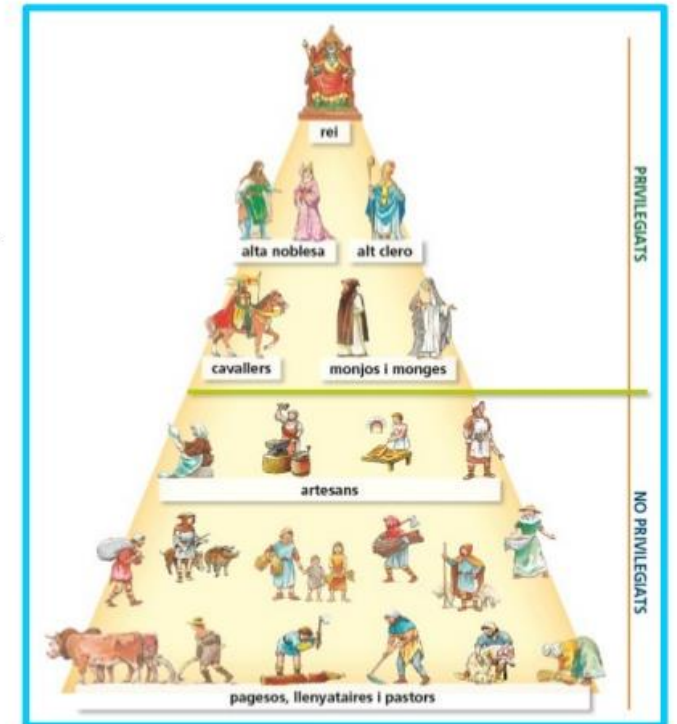 rei
alta noblesa
alt clero
cavallers
monjos i monges
PRIVILEGIATS
artesans
pagesos, llenyataires i pastors
NO PRIVILEGIATS